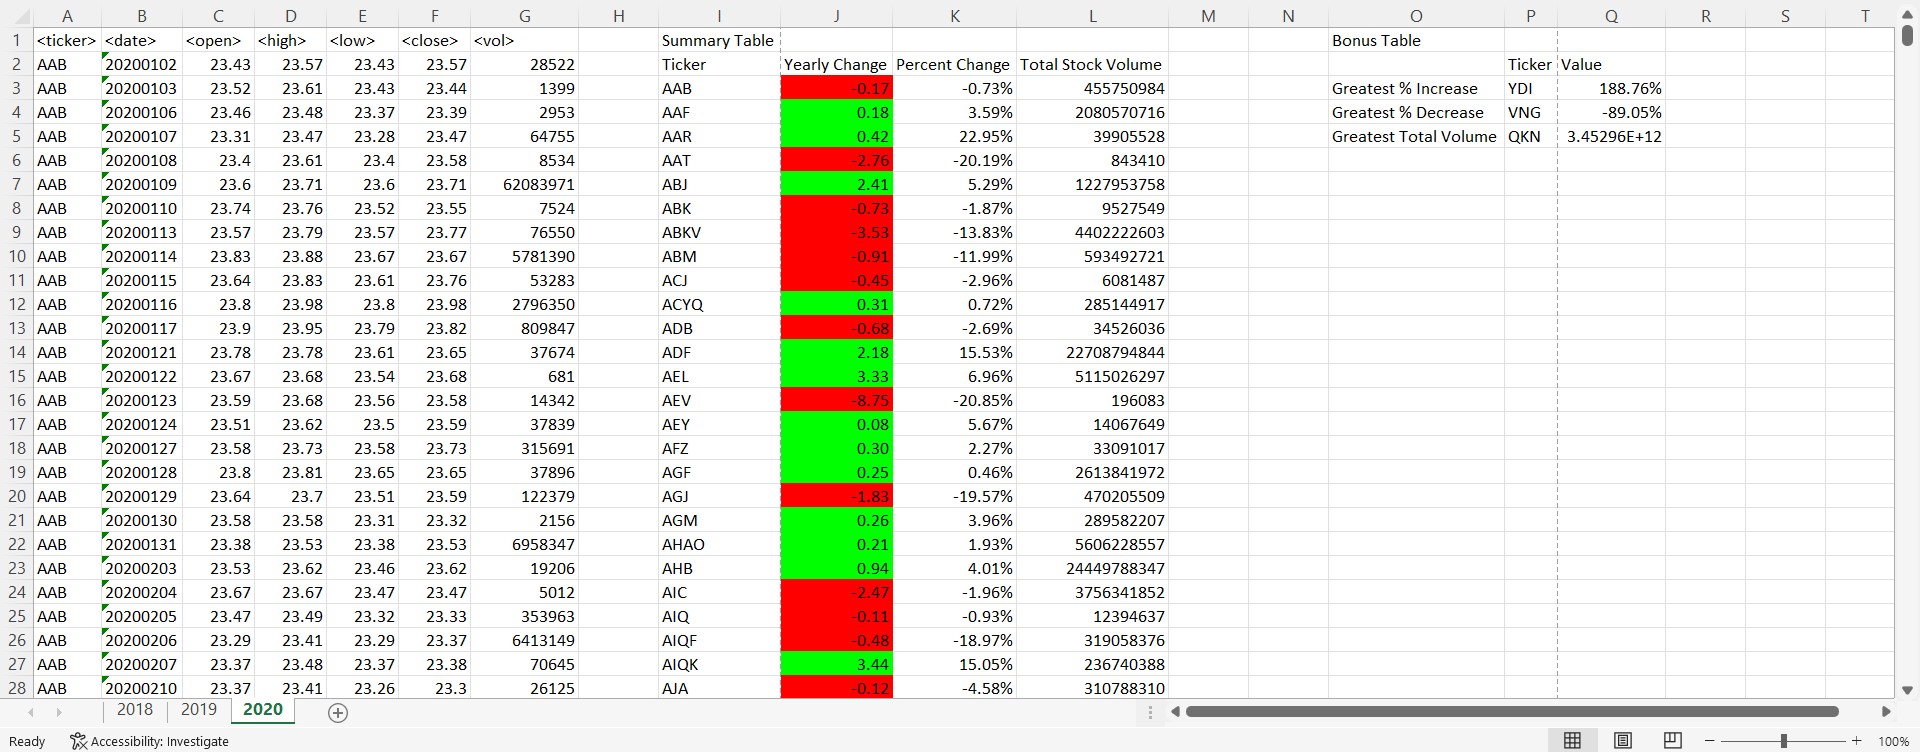 A B C D E F G H I J K L M N O P Q R S T
1 <ticker> <date> <open> <high> <low> <close> <vol> Summary Table Bonus Table
2 AAB 20200102 23.43 23.57 23.43 23.57 28522 Ticker Yearly Change Percent Change Total Stock Volume Ticker Value
3 AAB 20200103 23.52 23.61 23.43 23.44 1399 AAB -0.17 -0.73% 455750984 Greatest % Increase YDI 188.76%
4 AAB 20200106 23.46 23.48 23.37 23.39 2953 AAF 0.18 3.59% 2080570716 Greatest % Decrease VNG -89.05%
5 AAB 20200107 23.31 23.47 23.28 23.47 64755 AAR 0.42 22.95% 39905528 Greatest Total Volume QKN 3.45296E+12
6 AAB 20200108 23.4 23.61 23.4 23.58 8534 AAT -2.76 -20.19% 843410
7 AAB 20200109 23.6 23.71 23.6 23.71 62083971 ABJ 2.41 5.29% 1227953758
8 AAB 20200110 23.74 23.76 23.52 23.55 7524 ABK -0.73 -1.87% 9527549
9 AAB 20200113 23.57 23.79 23.57 23.77 76550 ABKV -3.53 -13.83% 4402222603
10 AAB 20200114 23.83 23.88 23.67 23.67 5781390 ABM -0.91 -11.99% 593492721
11 AAB 20200115 23.64 23.83 23.61 23.76 53283 ACJ -0.45 -2.96% 6081487
12 AAB 20200116 23.8 23.98 23.8 23.98 2796350 ACYQ 0.31 0.72% 285144917
13 AAB 20200117 23.9 23.95 23.79 23.82 809847 ADB -0.68 -2.69% 34526036
14 AAB 20200121 23.78 23.78 23.61 23.65 37674 ADF 2.18 15.53% 22708794844
15 AAB 20200122 23.67 23.68 23.54 23.68 681 AEL 3.33 6.96% 5115026297
16 AAB 20200123 23.59 23.68 23.56 23.58 14342 AEV -8.75 -20.85% 196083
17 AAB 20200124 23.51 23.62 23.5 23.59 37839 AEY 0.08 5.67% 14067649
18 AAB 20200127 23.58 23.73 23.58 23.73 315691 AFZ 0.30 2.27% 33091017
19 AAB 20200128 23.8 23.81 23.65 23.65 37896 AGF 0.25 0.46% 2613841972
20 AAB 20200129 23.64 23.7 23.51 23.59 122379 AGJ -1.83 -19.57% 470205509
21 AAB 20200130 23.58 23.58 23.31 23.32 2156 AGM 0.26 3.96% 289582207
22 AAB 20200131 23.38 23.53 23.38 23.53 6958347 AHAO 0.21 1.93% 5606228557
23 AAB 20200203 23.53 23.62 23.46 23.62 19206 AHB 0.94 4.01% 24449788347
24 AAB 20200204 23.67 23.67 23.47 23.47 5012 AIC -2.47 -1.96% 3756341852
25 AAB 20200205 23.47 23.49 23.32 23.33 353963 AIQ -0.11 -0.93% 12394637
26 AAB 20200206 23.29 23.41 23.29 23.37 6413149 AIQF -0.48 -18.97% 319058376
27 AAB 20200207 23.37 23.48 23.37 23.38 70645 AIQK 3.44 15.05% 236740388
28 AAB 20200210 23.37 23.41 23.26 23.3 26125 AJA -0.12 -4.58% 310788310
2018 2019 2020
Ready Accessibility: Investigate 100%